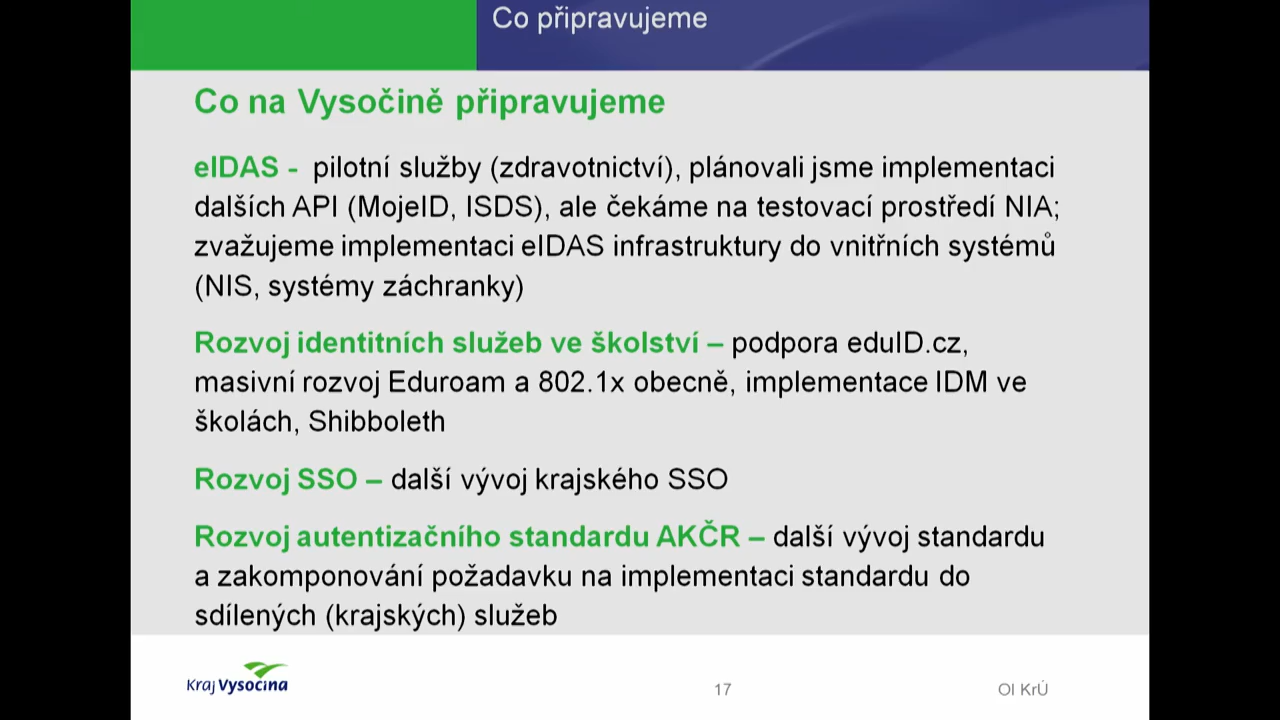 Co připravujeme
Co na Vysočině připravujeme
eIDAS - pilotní služby (zdravotnictví), plánovali jsme implementaci
dalších API (MojeID, ISDS), ale čekáme na testovací prostředí NIA;
zvažujeme implementaci eIDAS infrastruktury do vnitřních systémů
(NIS, systémy záchranky)
Rozvoj identitních služeb ve školství – podpora eduID.cz,
masivní rozvoj Eduroam a 802.1x obecně, implementace IDM ve
školách, Shibboleth
Rozvoj SSO – další vývoj krajského SSO
Rozvoj autentizačního standardu AKČR – další vývoj standardu
a zakomponování požadavku na implementaci standardu do
sdílených (krajských) služeb
Kraj Vysočina
17
OI KrÚ